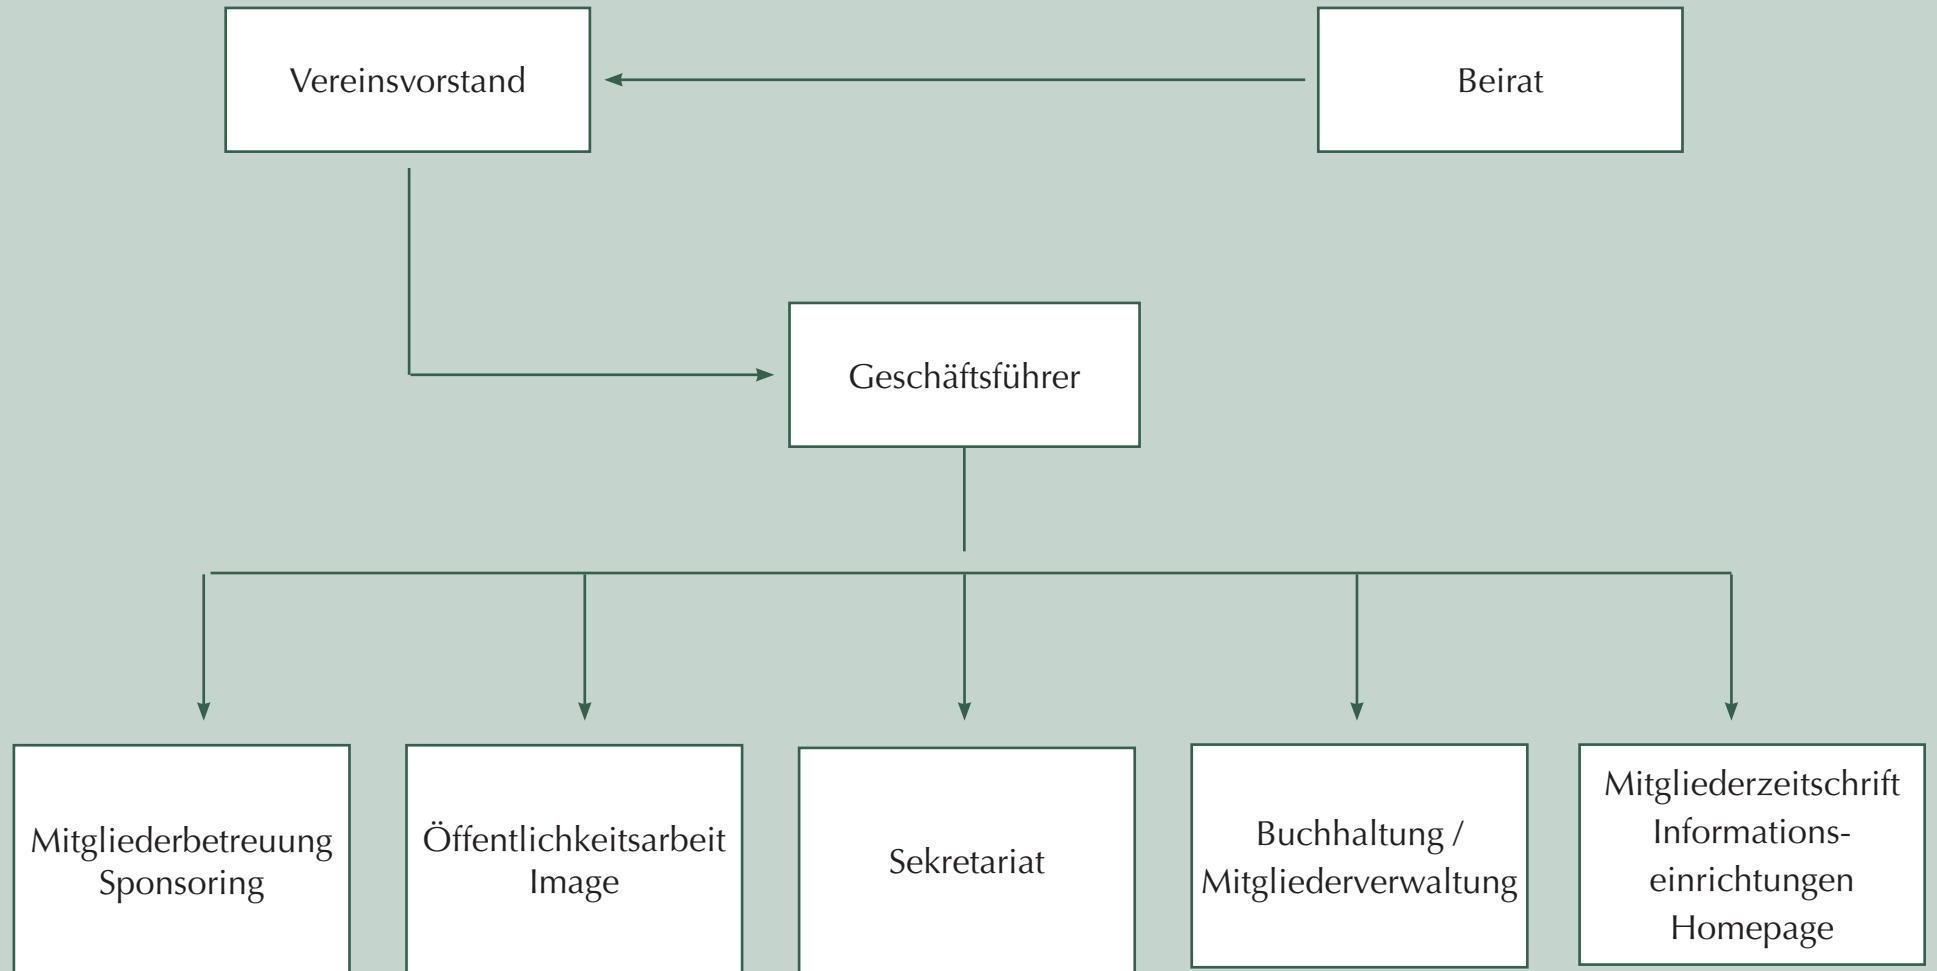 Vereinsvorstand
Beirat
Geschäftsführer
Mitgliederbetreuung
Sponsoring
Öffentlichkeitsarbeit
Image
Sekretariat
Buchhaltung /
Mitgliederverwaltung
Mitgliederzeitschrift
Informations-
einrichtungen
Homepage